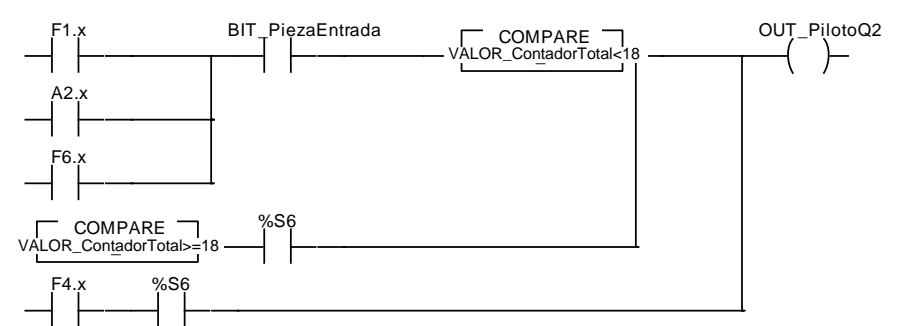 F1.x BIT_PiezaEntrada COMPARE OUT_PilotoQ2
VALOR_ContadorTotal<18
A2.x
F6.x
COMPARE %S6
VALOR_ContadorTotal>=18
F4.x %S6